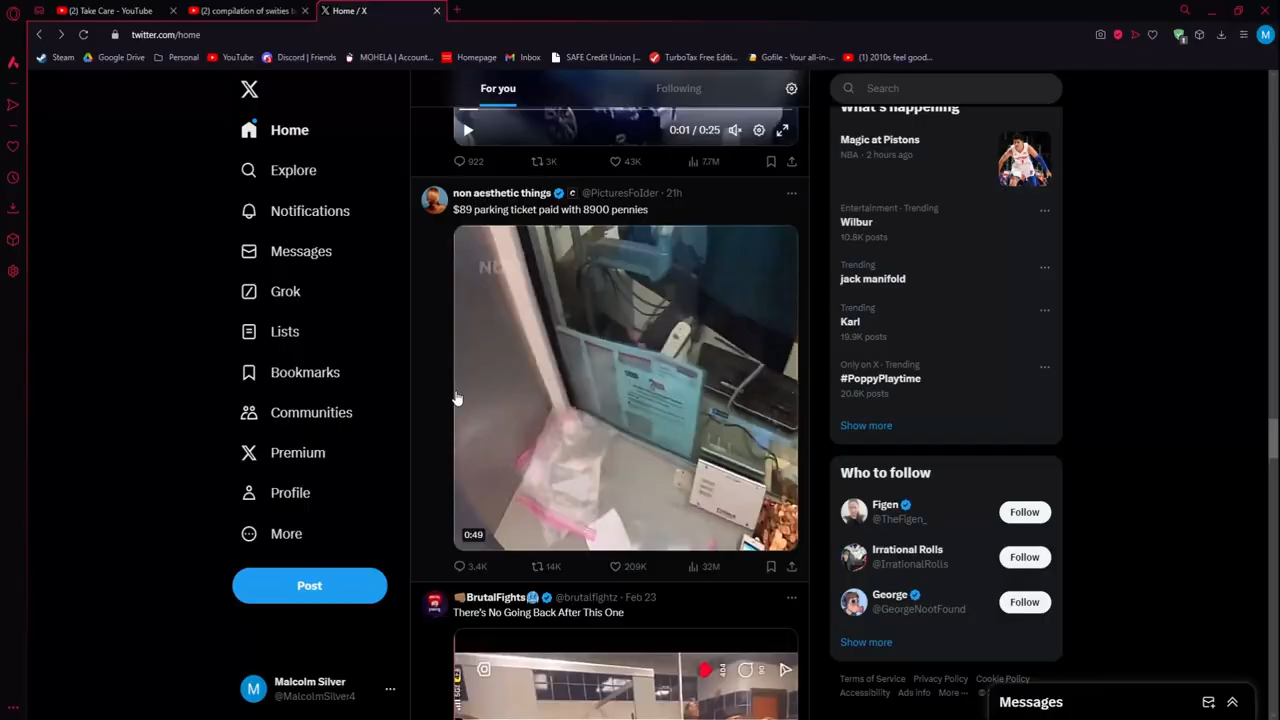 (2) Take Care - YouTube
(2) compilation of swities b
Home / X
twitter.com/home
Steam
Google Drive
Personal
YouTube
Discord | Friends
MOHELA | Account...
Homepage
Inbox
SAFE Credit Union |...
TurboTax Free Editi...
Gofile - Your all-in-...
(1) 2010s feel good...
For you
Following
Search
Home
Explore
Notifications
Messages
Grok
Lists
Bookmarks
Communities
Premium
Profile
More
Post
Malcolm Silver
@MalcolmSilver4
0:01 / 0:25
922
3K
43K
7.7M
non aesthetic things @PicturesFoIder · 21h
$89 parking ticket paid with 8900 pennies
0:49
3.4K
14K
209K
32M
BrutalFights @brutalfightz · Feb 23
There's No Going Back After This One
What's happening
Magic at Pistons
NBA · 2 hours ago
Entertainment · Trending
Wilbur
10.8K posts
Trending
jack manifold
Trending
Karl
19.9K posts
Only on X · Trending
#PoppyPlaytime
20.6K posts
Show more
Who to follow
Figen
@TheFigen_
Follow
Irrational Rolls
@IrrationalRolls
Follow
George
@GeorgeNootFound
Follow
Show more
Terms of Service Privacy Policy Cookie Policy
Accessibility Ads info More ··· ©
Messages